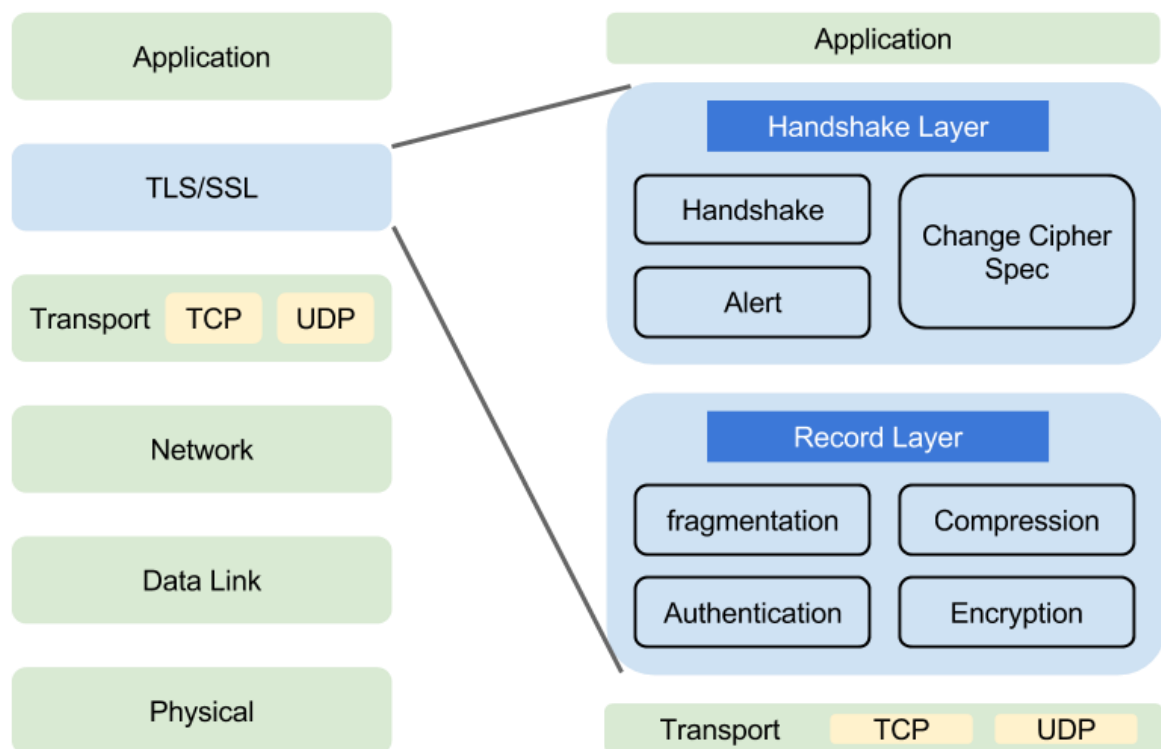 Application
TLS/SSL
Transport TCP UDP
Network
Data Link
Physical
Application
Handshake Layer
Handshake
Alert
Change Cipher
Spec
Record Layer
fragmentation
Compression
Authentication
Encryption
Transport TCP UDP